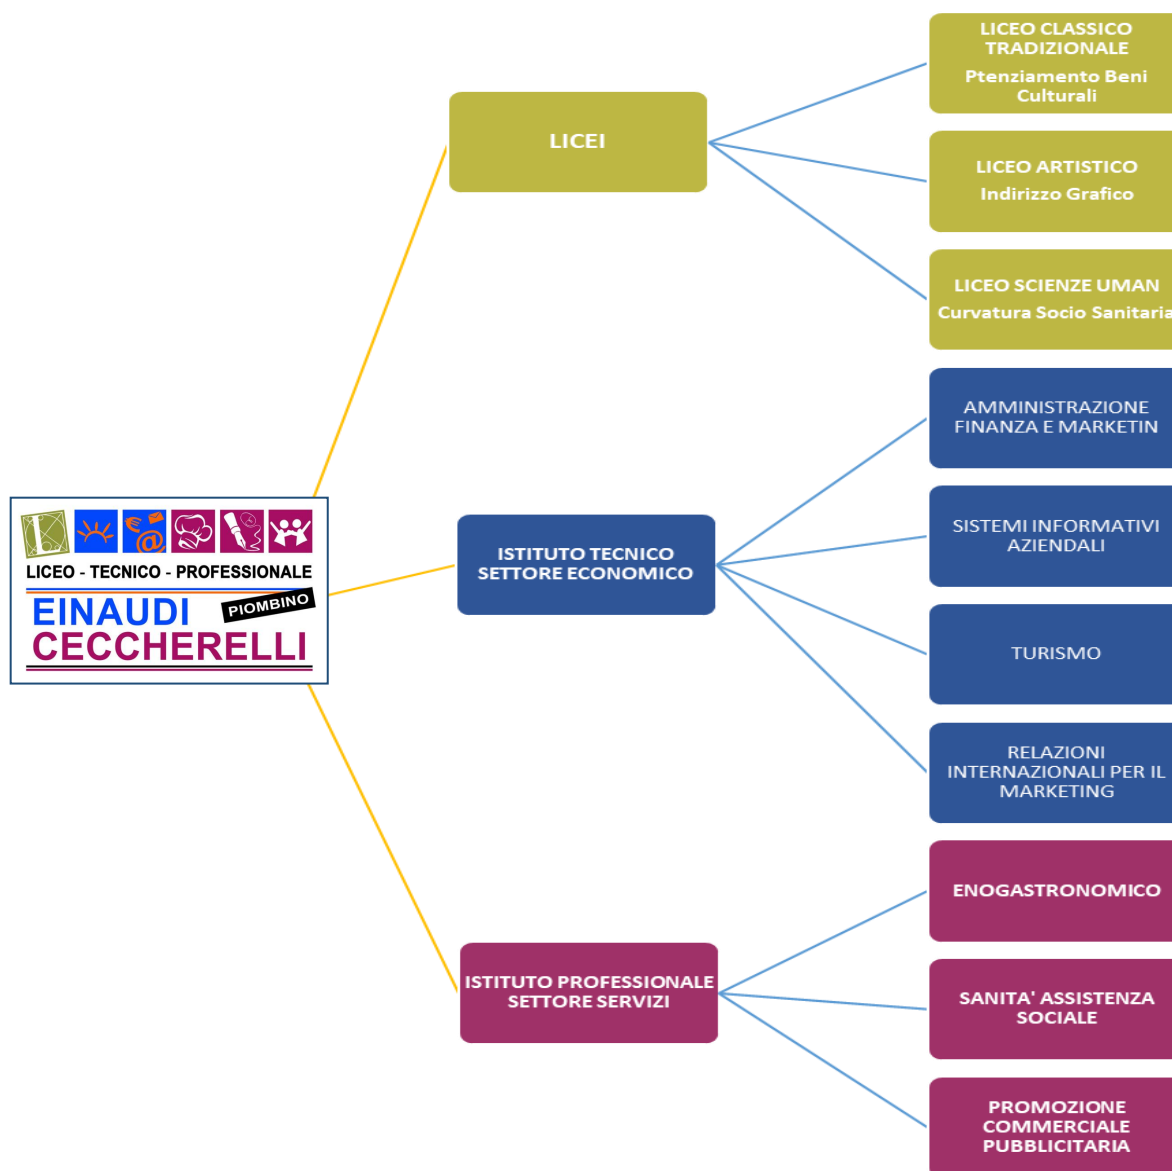 LICEO CLASSICO
TRADIZIONALE
Ptenziamento Beni
Culturali
LICEI
LICEO ARTISTICO
Indirizzo Grafico
LICEO SCIENZE UMAN
Curvatura Socio Sanitaria
AMMINISTRAZIONE
FINANZA E MARKETIN
SISTEMI INFORMATIVI
AZIENDALI
ISTITUTO TECNICO
SETTORE ECONOMICO
TURISMO
RELAZIONI
INTERNAZIONALI PER IL
MARKETING
L
€
@
LICEO - TECNICO - PROFESSIONALE
EINAUDI
PIOMBINO
CECCHERELLI
ENOGASTRONOMICO
ISTITUTO PROFESSIONALE
SETTORE SERVIZI
SANITA' ASSISTENZA
SOCIALE
PROMOZIONE
COMMERCIALE
PUBBLICITARIA